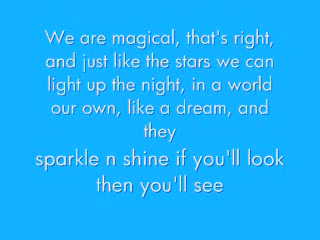 We are magical, that's right,
and just like the stars we can
light up the night, in a world
our own, like a dream, and
they
sparkle n shine if you'll look
then you'll see